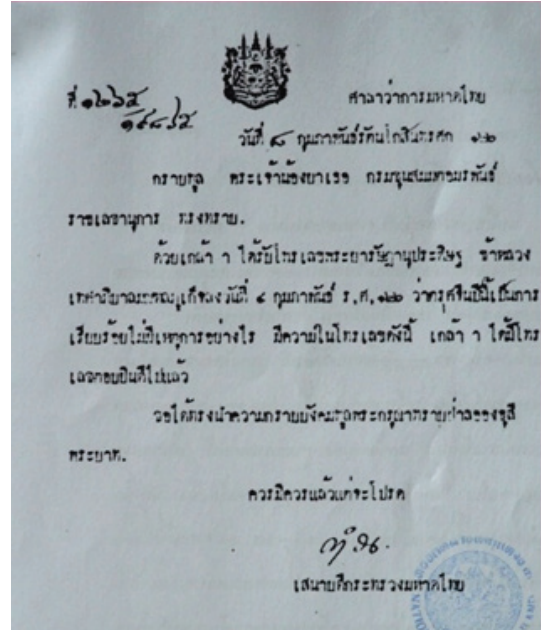 ที่ ๑๒๖๕
๑๙๘๖๕
ศาลาว่าการมหาดไทย
วันที่ ๘ กุมภาพันธ์รัตนโกสินทรศก ๑๒๒
กราบทูล พระเจ้าน้องยาเธอ กรมขุนสมมตอมรพันธ์
ราชเลขานุการ ทรงทราบ.
ด้วยเกล้า ฯ ได้รับโทรเลขพระยารัษฎานุประดิษฐ ข้าหลวง
เทศาภิบาลมณฑลภูเก็ตลงวันที่ ๔ กุมภาพันธ์ ร,ศ,๑๒๒ ว่าตรุศจีนปีนี้เป็นการ
เรียบร้อยไม่มีเหตุการอย่างไร มีความในโทรเลขดังนี้ เกล้า ฯ ได้มีโทร
เลขตอบยินดีไปแล้ว
ขอได้ทรงนำความกราบบังคมทูลพระกรุณาทราบฝ่าลอองธุลี
พระบาท.
ควรมิควรแล้วแต่จะโปรด
เสนาบดีกระทรวงมหาดไทย